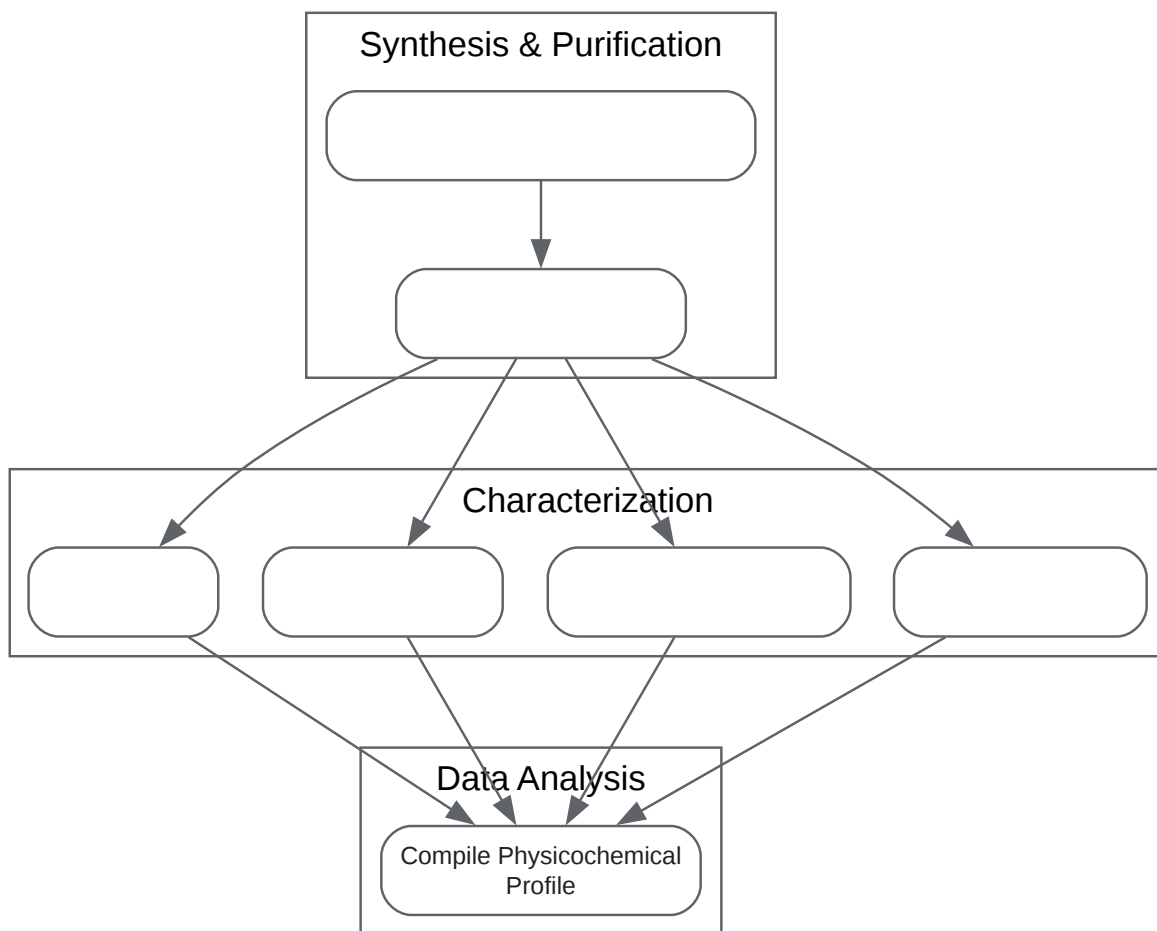 Synthesis & Purification
Characterization
Data Analysis
Compile Physicochemical
Profile